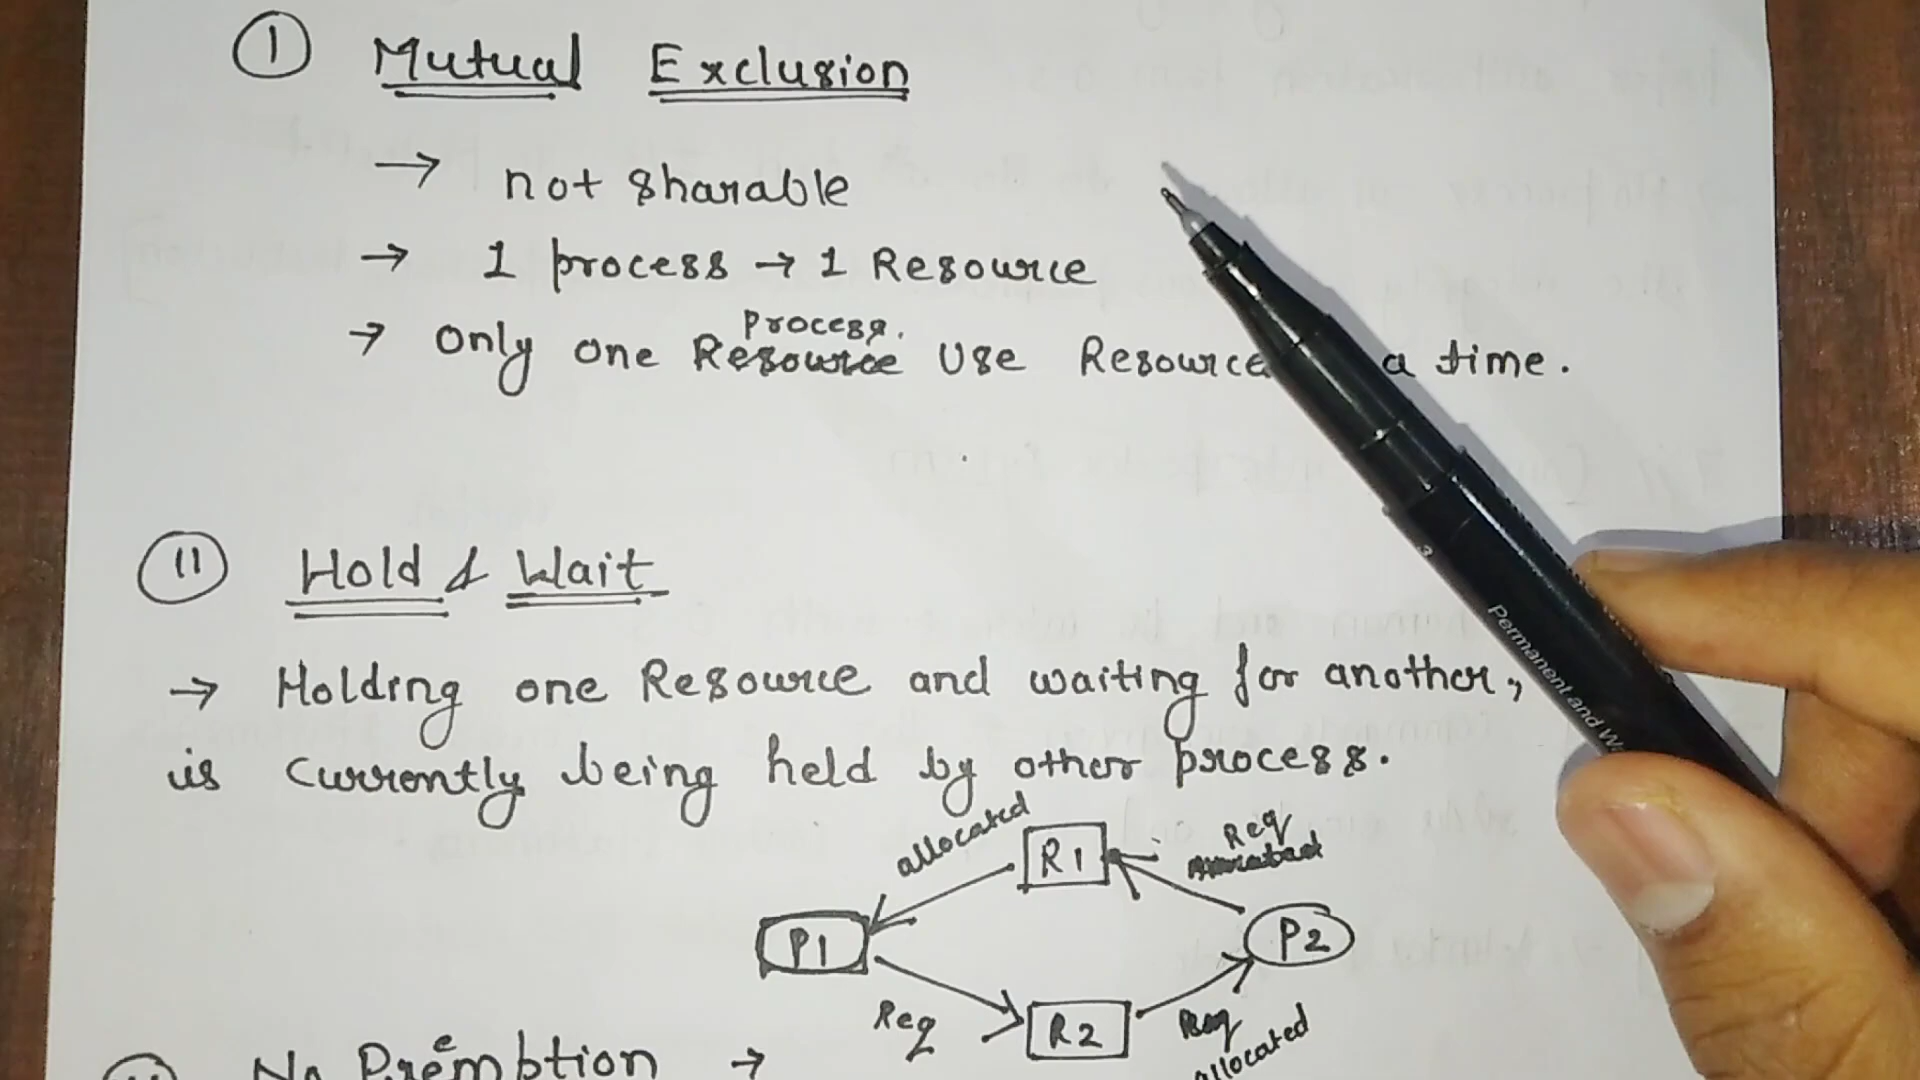 I Mutual Exclusion
→ not sharable
→ 1 process → 1 Resource
process.
→ Only one Resource Use Resource a time.
II Hold & Wait
→ Holding one Resource and waiting for another,
is currently being held by other process.
allocated
R1
Req
P1
P2
Req
R2
Req
allocated
No Premption →
e
3
Permanent and W